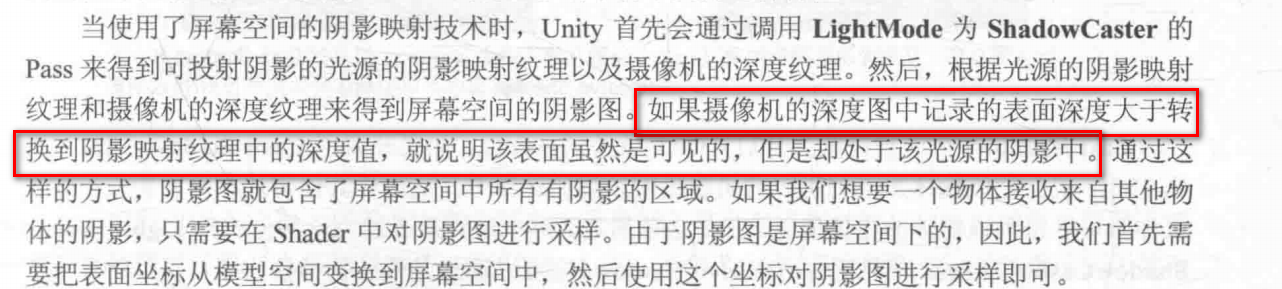 当使用了屏幕空间的阴影映射技术时，Unity 首先会通过调用 LightMode 为 ShadowCaster 的
Pass 来得到可投射阴影的光源的阴影映射纹理以及摄像机的深度纹理。然后，根据光源的阴影映射
纹理和摄像机的深度纹理来得到屏幕空间的阴影图。如果摄像机的深度图中记录的表面深度大于转
换到阴影映射纹理中的深度值，就说明该表面虽然是可见的，但是却处于该光源的阴影中。通过这
样的方式，阴影图就包含了屏幕空间中所有有阴影的区域。如果我们想要一个物体接收来自其他物
体的阴影，只需要在 Shader 中对阴影图进行采样。由于阴影图是屏幕空间下的，因此，我们首先需
要把表面坐标从模型空间变换到屏幕空间中，然后使用这个坐标对阴影图进行采样即可。